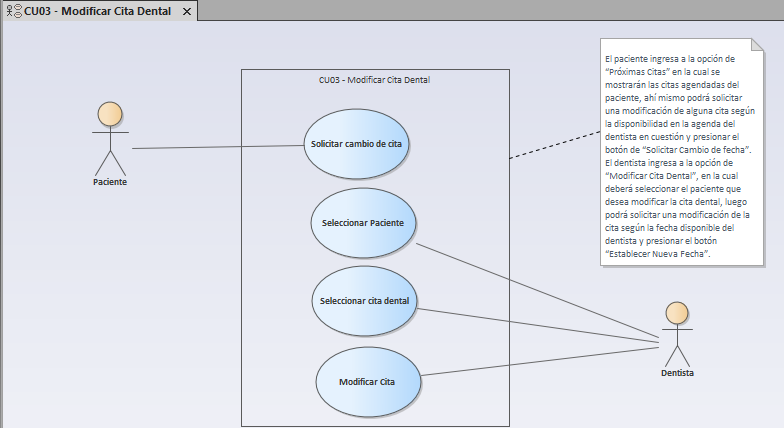 CU03 - Modificar Cita Dental
CU03 - Modificar Cita Dental
Solicitar cambio de cita
Paciente
Seleccionar Paciente
Seleccionar cita dental
Modificar Cita
Dentista
El paciente ingresa a la opción de
“Próximas Citas” en la cual se
mostrarán las citas agendadas del
paciente, ahí mismo podrá solicitar
una modificación de alguna cita según
la disponibilidad en la agenda del
dentista en cuestión y presionar el
botón de “Solicitar Cambio de fecha”.
El dentista ingresa a la opción de
“Modificar Cita Dental”, en la cual
deberá seleccionar el paciente que
desea modificar la cita dental, luego
podrá solicitar una modificación de la
cita según la fecha disponible del
dentista y presionar el botón
“Establecer Nueva Fecha”.